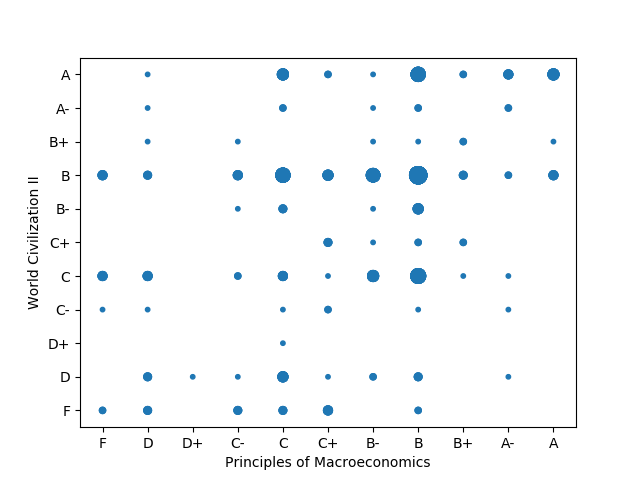 A
A-
B+
B
B-
C+
C
C-
D+
D
F
World Civilization II
F D D+ C- C C+ B- B B+ A- A
Principles of Macroeconomics